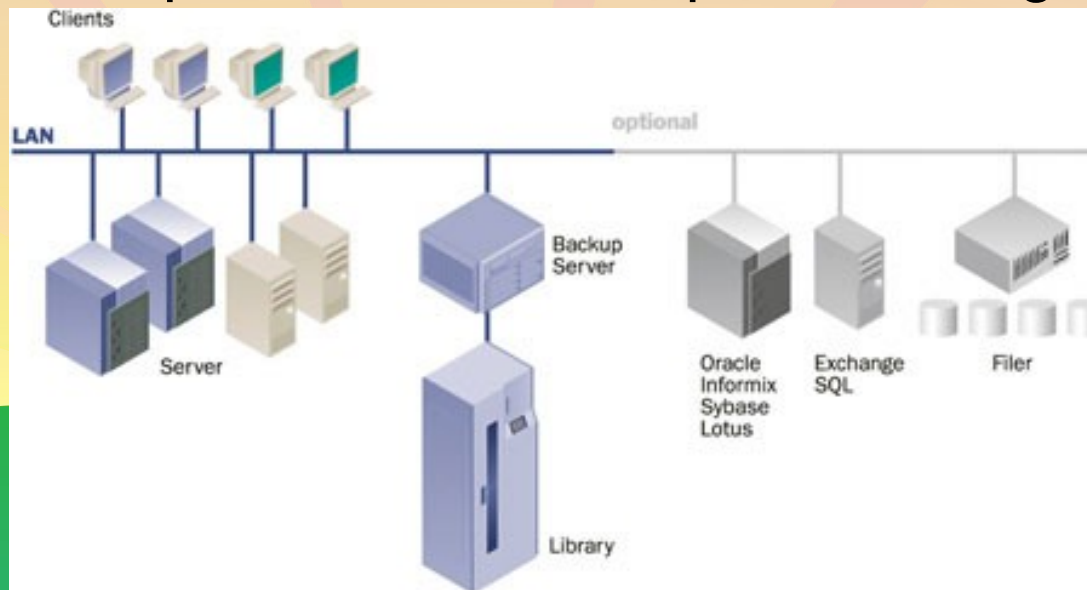 Clients
LAN
optional
Backup
Server
Server
Oracle
Informix
Sybase
Lotus
Exchange
SQL
Filer
Library